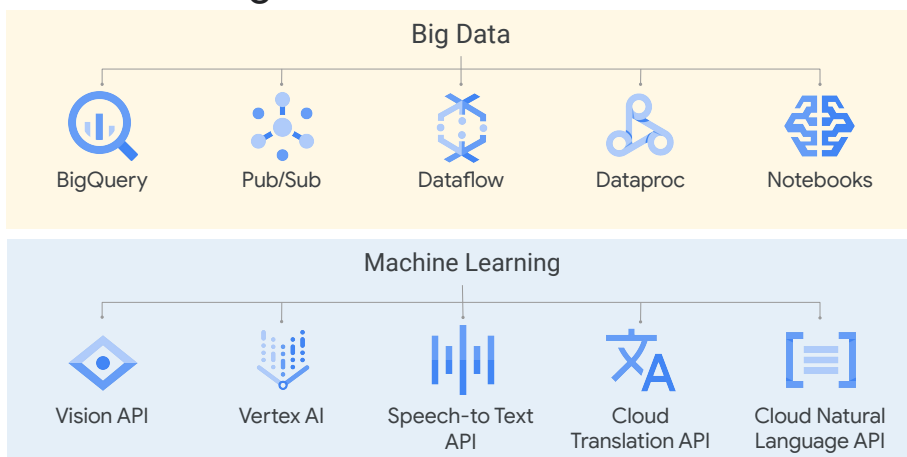 Big Data
BigQuery
Pub/Sub
Dataflow
Dataproc
Notebooks
Machine Learning
Vision API
Vertex AI
Speech-to Text
API
Cloud
Translation API
Cloud Natural
Language API